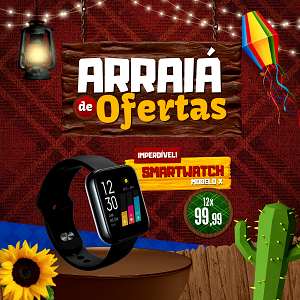 ARRAIÁ
de Ofertas
IMPERDÍVEL!
SMARTWATCH
MODELO X
12x
99,99